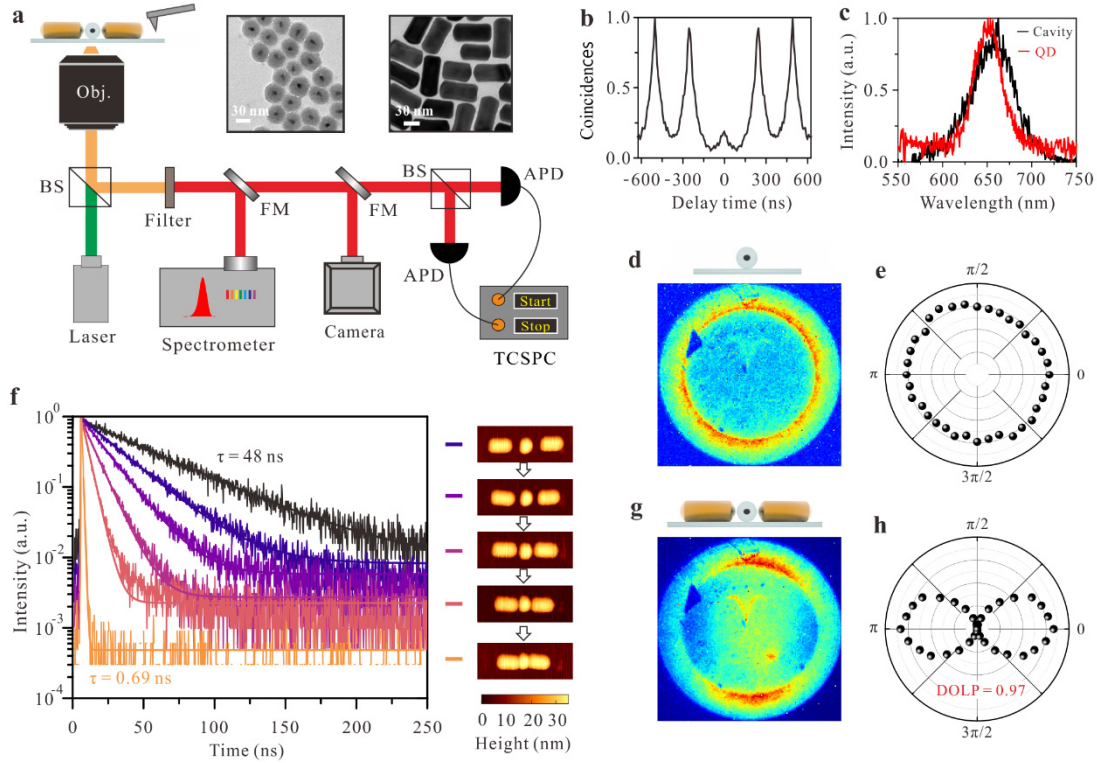 a
Obj.
30 nm
30 nm
BS
Filter
FM
FM
BS
APD
APD
Laser
Spectrometer
Camera
Start
Stop
TCSPC
b
Coincidences
1.0
0.5
0.0
-600
-300
0
300
600
Delay time (ns)
c
Intensity (a.u.)
1.0
0.5
0.0
Cavity
QD
550
600
650
700
750
Wavelength (nm)
d
e
π/2
π
0
3π/2
f
Intensity (a.u.)
10⁰
10⁻¹
10⁻²
10⁻³
10⁻⁴
τ = 48 ns
τ = 0.69 ns
0
50
100
150
200
250
Time (ns)
0 10 20 30
Height (nm)
g
h
π/2
π
0
DOLP = 0.97
3π/2